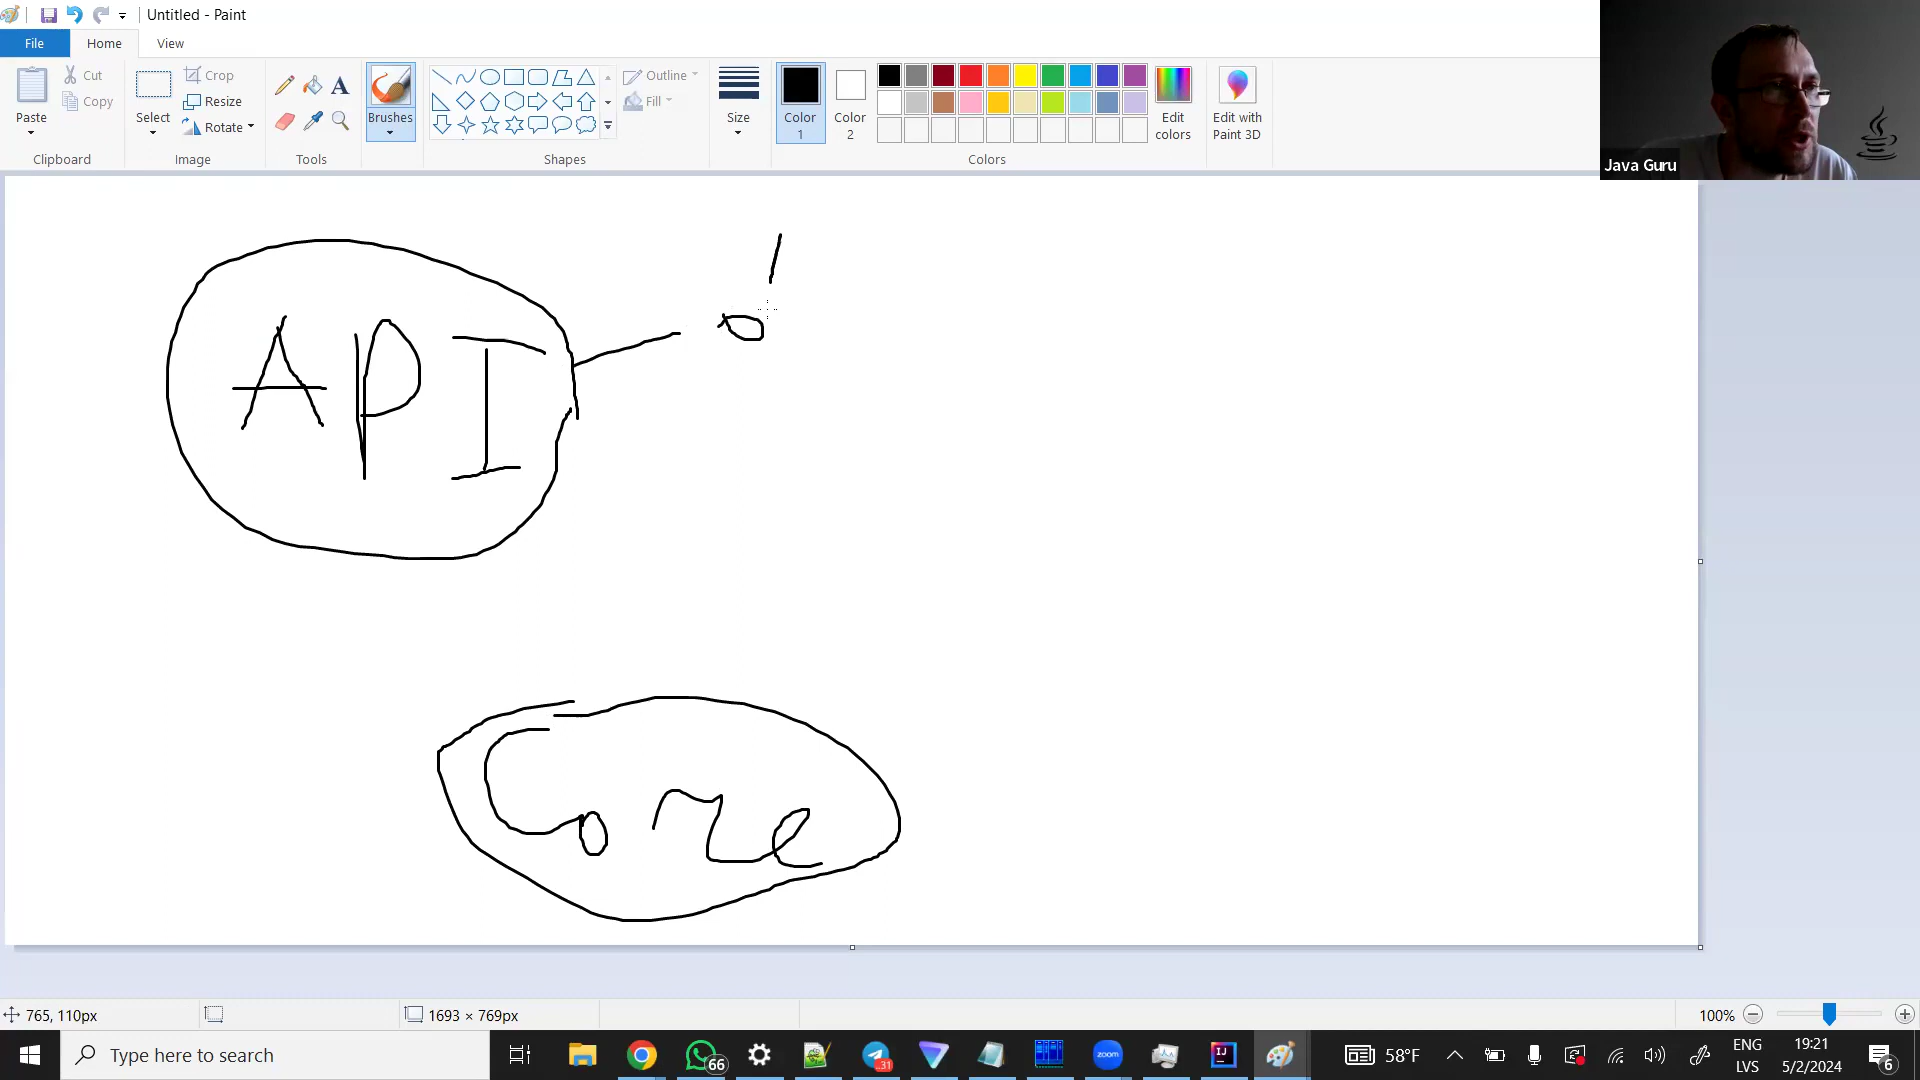 Untitled - Paint
File Home View
Paste
Cut
Copy
Clipboard
Select
Crop
Resize
Rotate
Image
Tools
Brushes
Shapes
Outline
Fill
Size
Color 1
Color 2
Colors
Edit colors
Edit with Paint 3D
Java Guru
API
Core
765, 110px
1693 × 769px
100%
Type here to search
66
31
zoom
58°F
ENG
LVS
19:21
5/2/2024
6